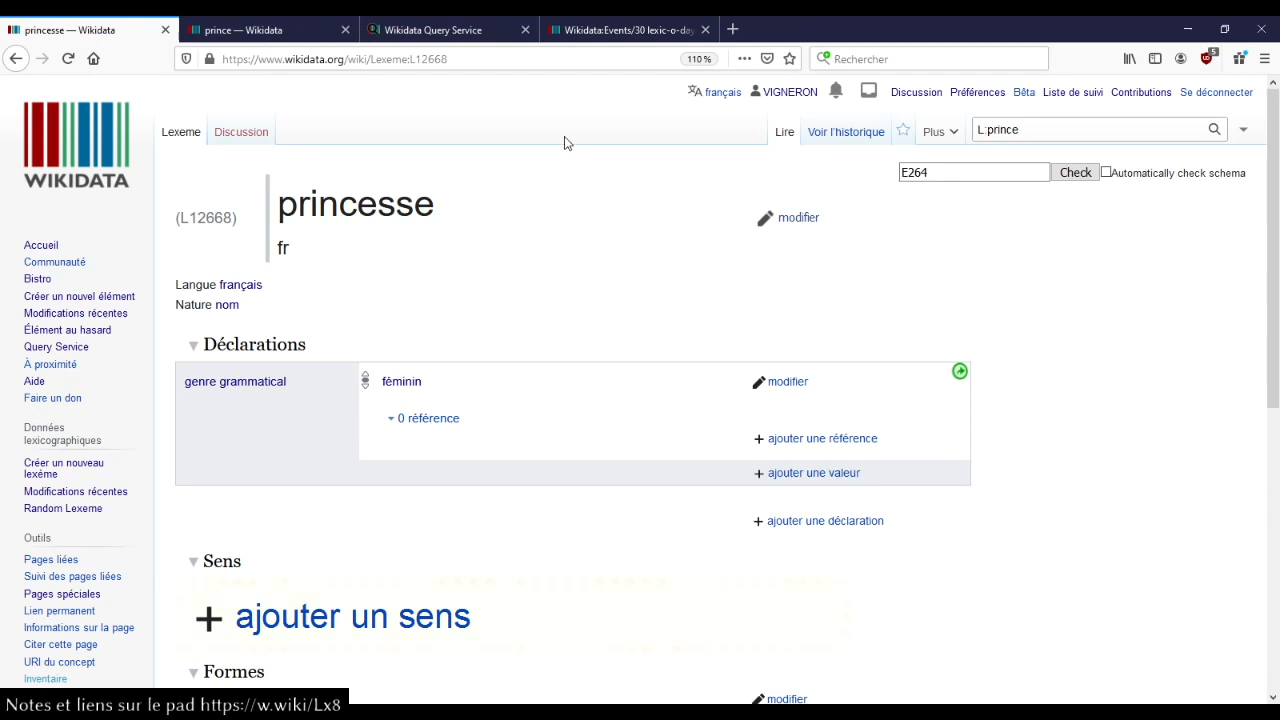 princesse — Wikidata
prince — Wikidata
Wikidata Query Service
Wikidata:Events/30 lexic-o-day
https://www.wikidata.org/wiki/Lexeme:L12668
110 %
Rechercher
5
français
VIGNERON
Discussion
Préférences
Bêta
Liste de suivi
Contributions
Se déconnecter
WIKIDATA
Lexeme
Discussion
Lire
Voir l'historique
Plus
L:prince
E264
Check
Automatically check schema
(L12668)
princesse
fr
modifier
Langue français
Nature nom
Déclarations
genre grammatical
féminin
modifier
0 référence
ajouter une référence
ajouter une valeur
ajouter une déclaration
Sens
ajouter un sens
Formes
modifier
Accueil
Communauté
Bistro
Créer un nouvel élément
Modifications récentes
Élément au hasard
Query Service
À proximité
Aide
Faire un don
Données
lexicographiques
Créer un nouveau
lexème
Modifications récentes
Random Lexeme
Outils
Pages liées
Suivi des pages liées
Pages spéciales
Lien permanent
Informations sur la page
Citer cette page
URI du concept
Inventaire
Notes et liens sur le pad https://w.wiki/Lx8